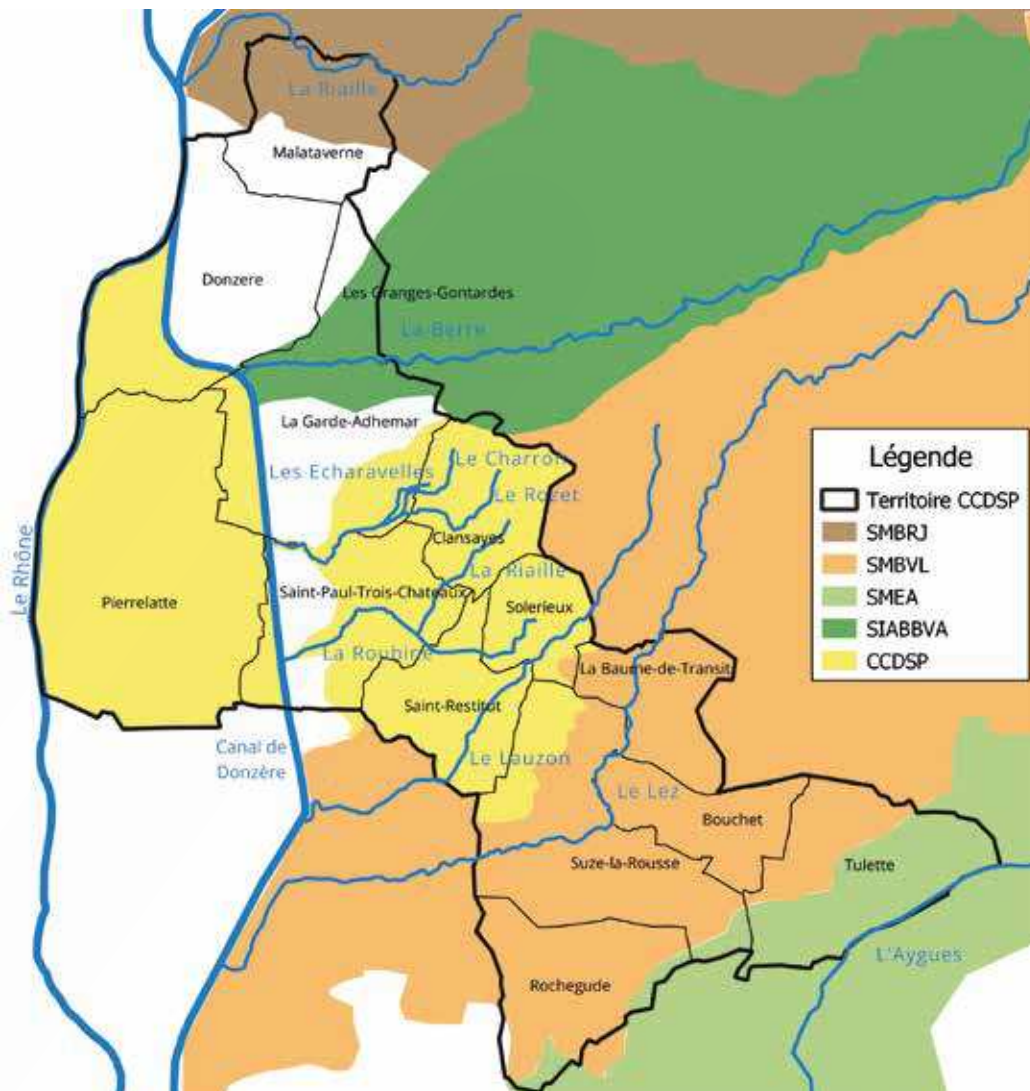 La Riaille
Malataverne
Donzere
Les Granges-Gontardes
La Berre
La Garde-Adhemar
Les Echaravelles
Le Charron
Le Rozet
Clansayes
La Riaille
Saint-Paul-Trois-Chateaux
Solerieux
Pierrelatte
Le Rhône
La Roubine
La Baume-de-Transit
Saint-Restitut
Canal de
Donzère
Le Lauzon
Le Lez
Bouchet
Suze-la-Rousse
Tulette
L'Aygues
Rochegude
Légende
Territoire CCDSP
SMBRJ
SMBVL
SMEA
SIABBVA
CCDSP